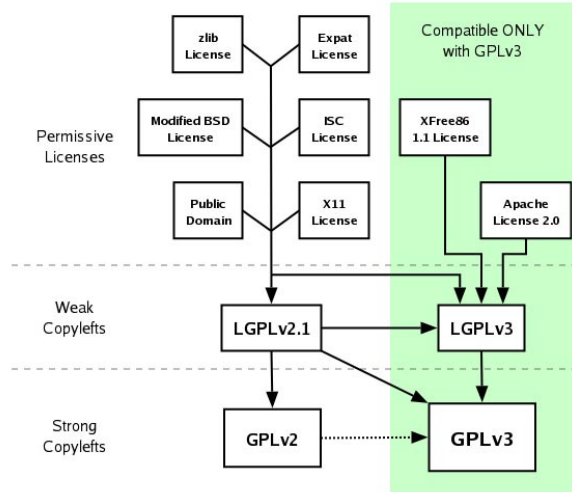 zlib
License
Expat
License
Compatible ONLY
with GPLv3
Permissive
Licenses
Modified BSD
License
ISC
License
XFree86
1.1 License
Public
Domain
X11
License
Apache
License 2.0
Weak
Copylefts
LGPLv2.1
LGPLv3
Strong
Copylefts
GPLv2
GPLv3